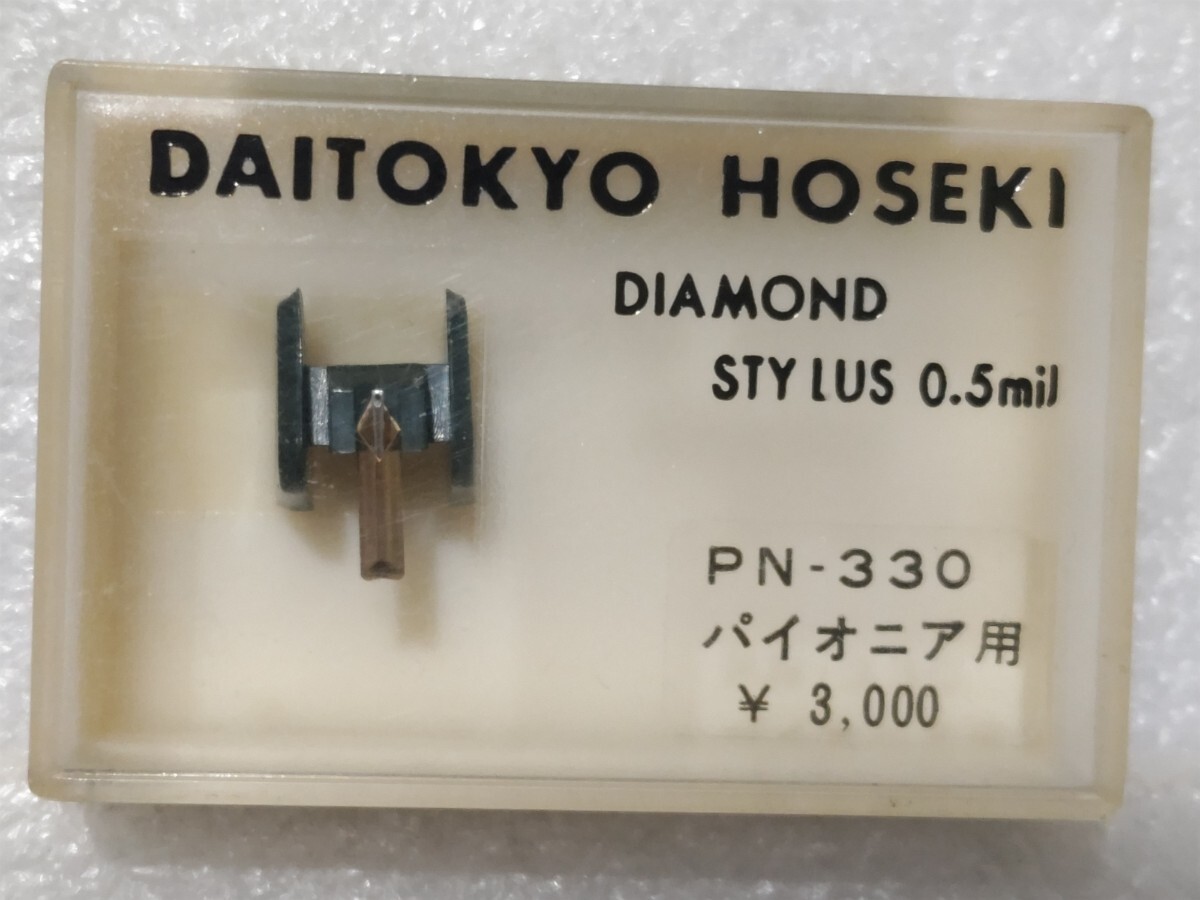 DAITOKYO HOSEKI
DIAMOND
STYLUS 0.5mil
PN-330
パイオニア用
¥ 3,000